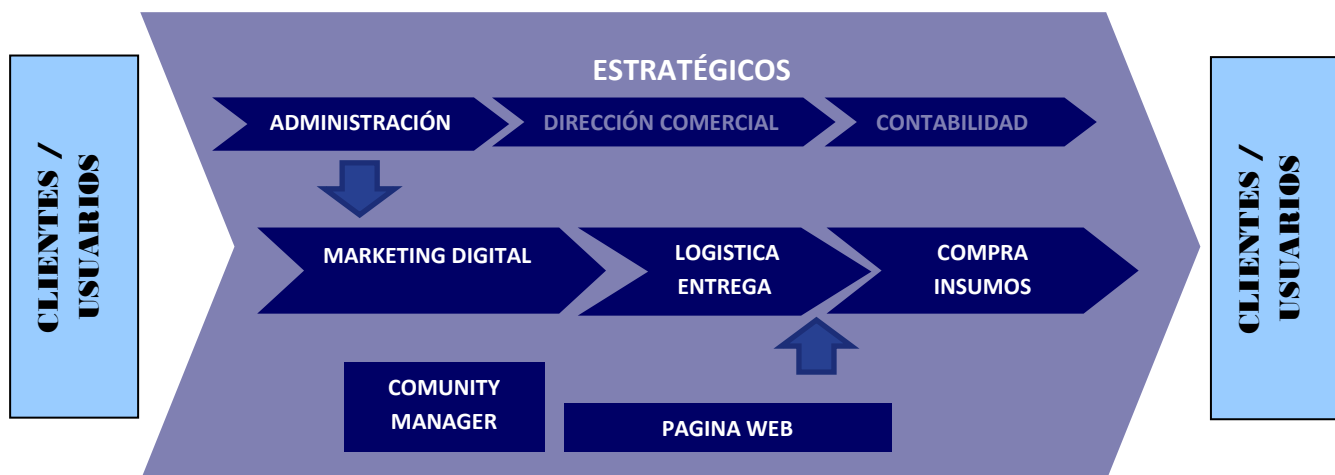 CLIENTES /
USUARIOS
ESTRATÉGICOS
ADMINISTRACIÓN
DIRECCIÓN COMERCIAL
CONTABILIDAD
MARKETING DIGITAL
LOGISTICA
ENTREGA
COMPRA
INSUMOS
COMUNITY
MANAGER
PAGINA WEB
CLIENTES /
USUARIOS